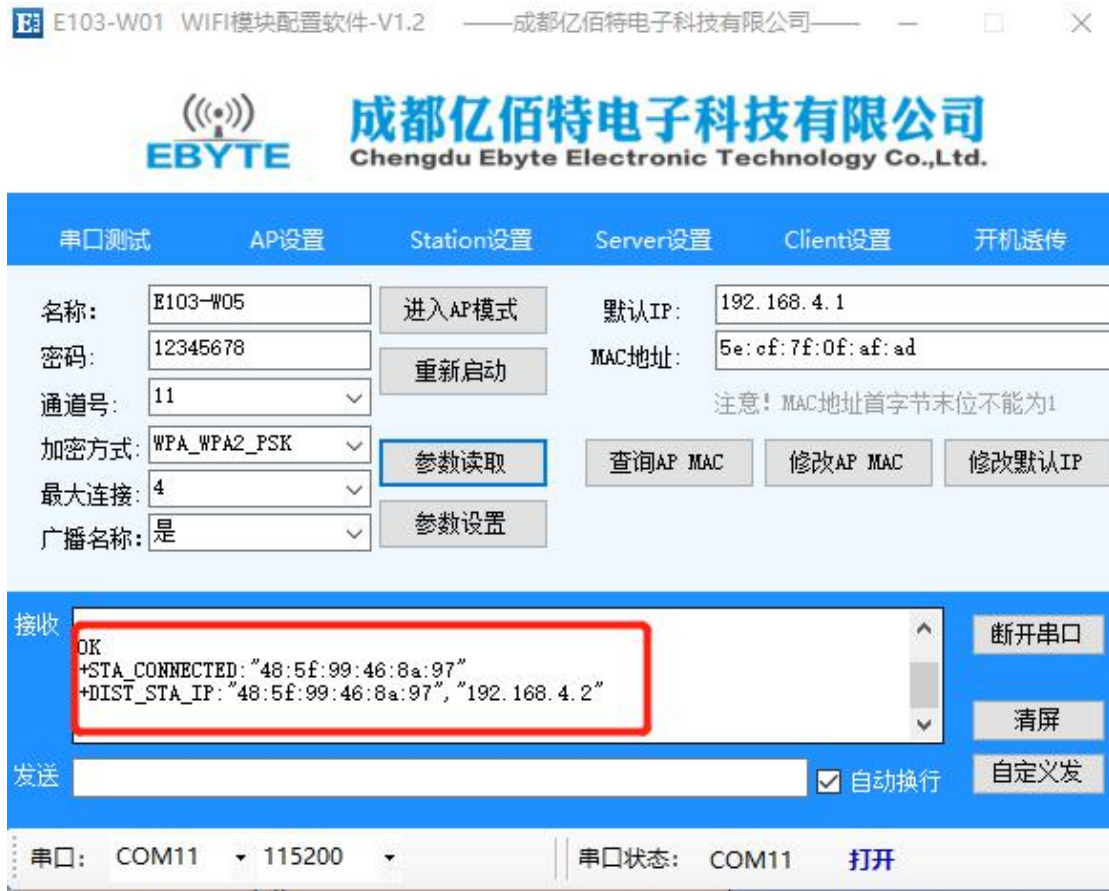 E103-W01 WIFI模块配置软件-V1.2 ——成都亿佰特电子科技有限公司——
EBYTE
成都亿佰特电子科技有限公司
Chengdu Ebyte Electronic Technology Co.,Ltd.
串口测试 AP设置 Station设置 Server设置 Client设置 开机透传
名称: E103-W05 进入AP模式 默认IP: 192.168.4.1
密码: 12345678 重新启动 MAC地址: 5e:cf:7f:0f:af:ad
通道号: 11 注意! MAC地址首字节末位不能为1
加密方式: WPA_WPA2_PSK 参数读取 查询AP MAC 修改AP MAC 修改默认IP
最大连接: 4
广播名称: 是 参数设置
接收 断开串口
OK
+STA_CONNECTED:"48:5f:99:46:8a:97"
+DIST_STA_IP:"48:5f:99:46:8a:97","192.168.4.2"
清屏
发送 自动换行 自定义发
串口: COM11 115200 串口状态: COM11 打开